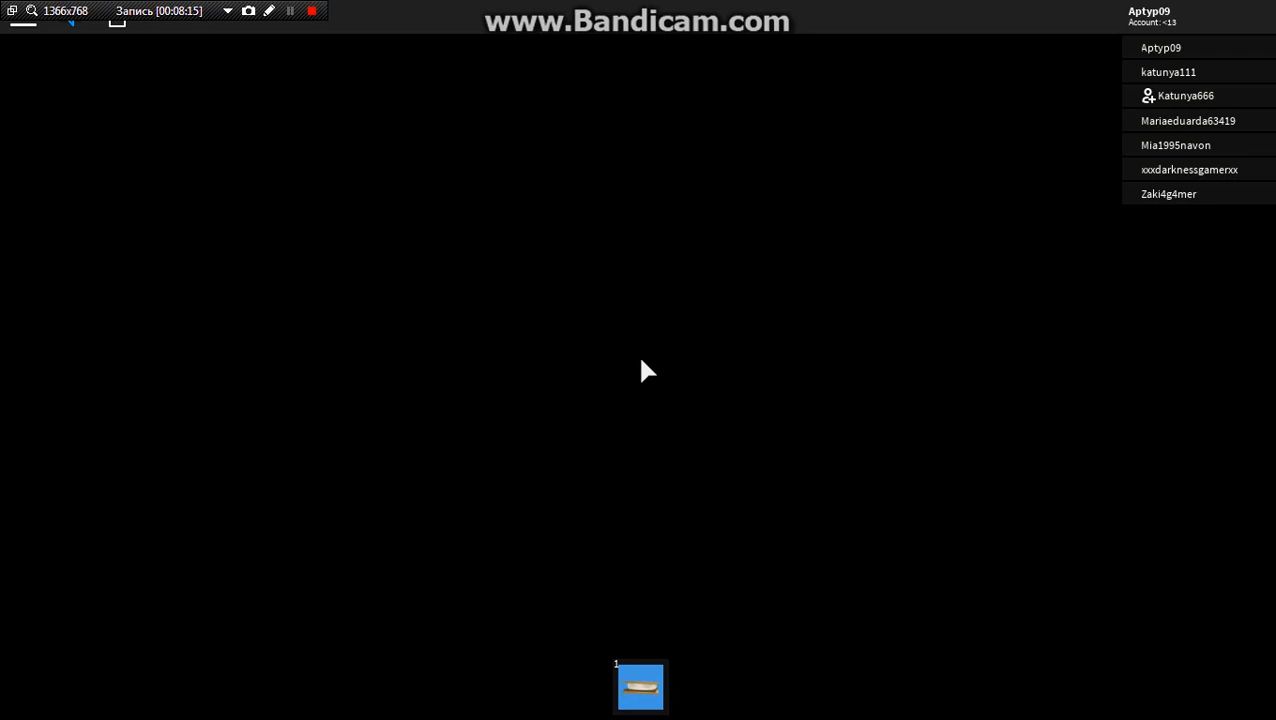 1366x768 Запись [00:08:15]
www.Bandicam.com
Aptyp09
Account: <13
Aptyp09
katunya111
Katunya666
Mariaeduarda63419
Mia1995navon
xxxdarknessgamerxx
Zaki4g4mer
1